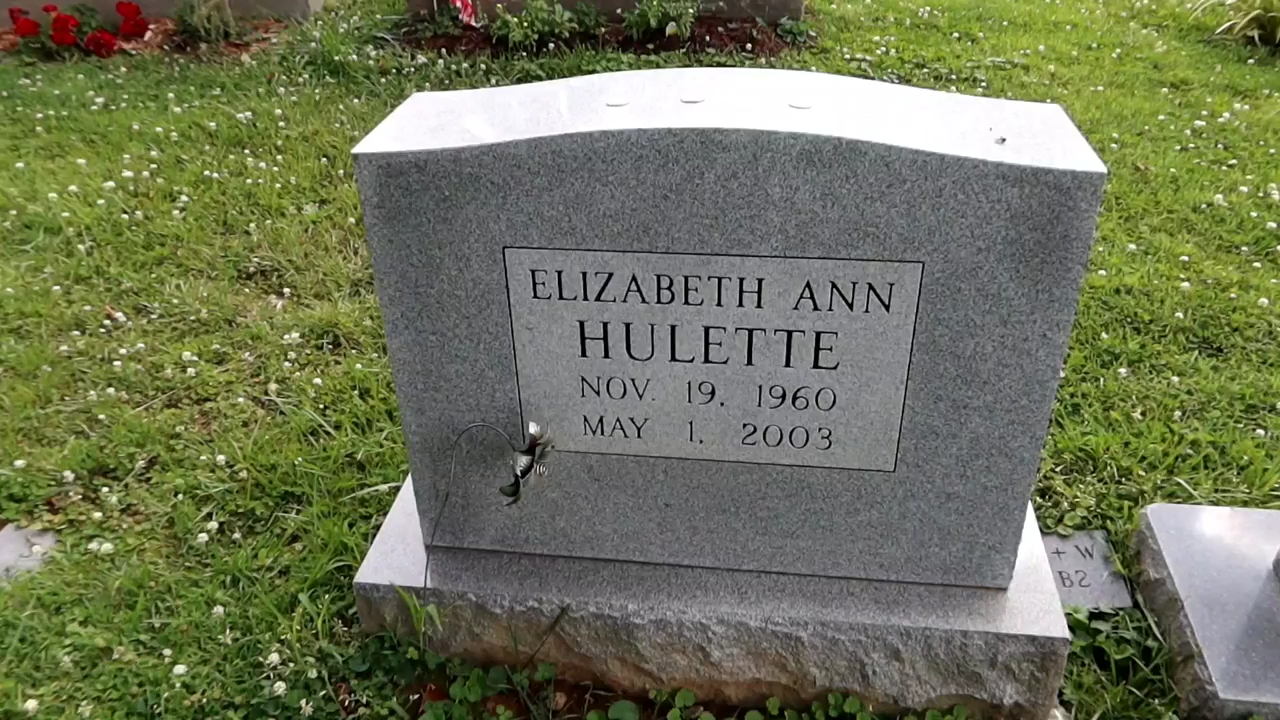 ELIZABETH ANN
HULETTE
NOV. 19, 1960
MAY 1, 2003
+ W
B2